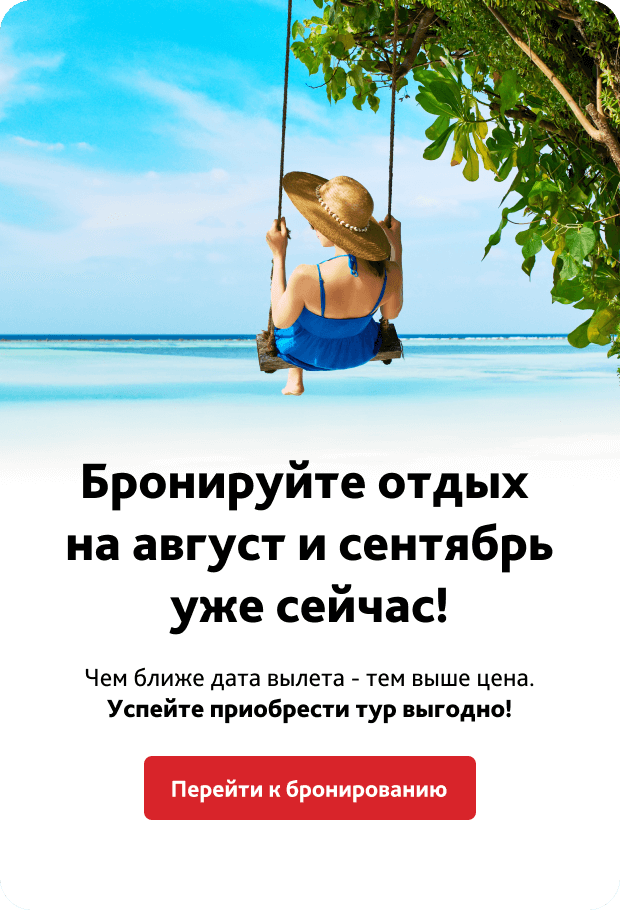 Бронируйте отдых
на август и сентябрь
уже сейчас!
Чем ближе дата вылета - тем выше цена.
Успейте приобрести тур выгодно!
Перейти к бронированию